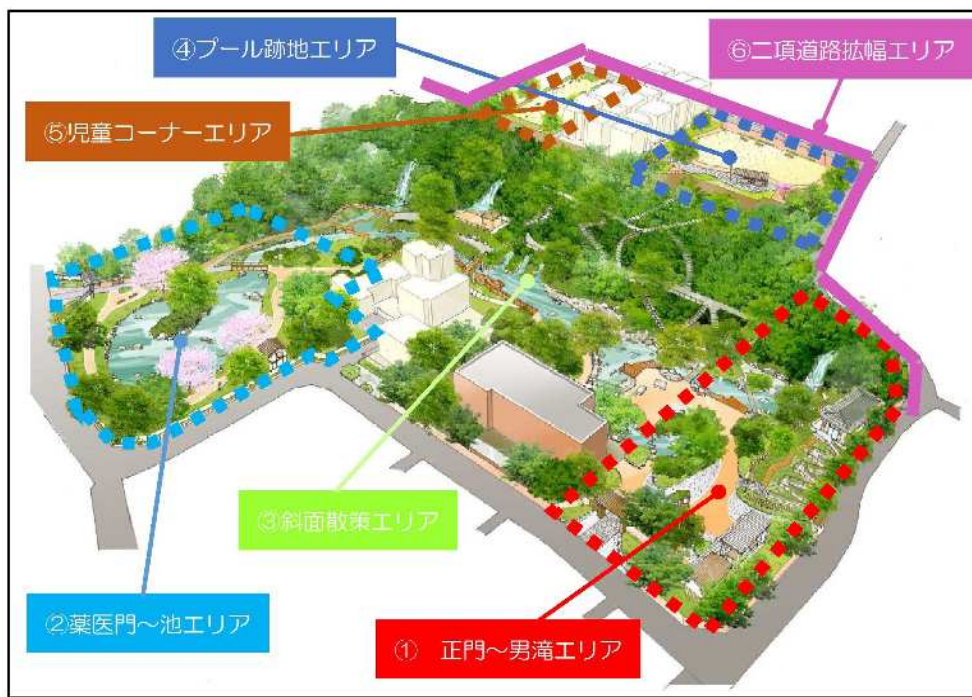 ④プール跡地エリア
⑥二項道路拡幅エリア
⑤児童コーナーエリア
③斜面散策エリア
②薬医門~池エリア
① 正門~男滝エリア